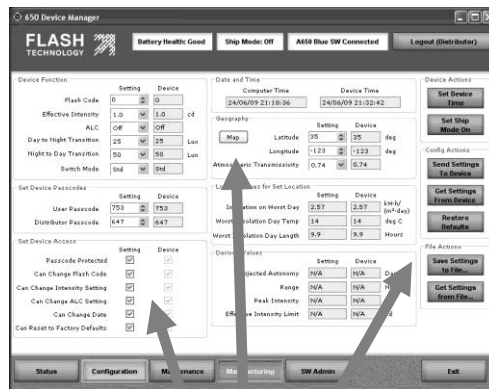 650 Device Manager
FLASH
TECHNOLOGY
Battery Health: Good
Ship Mode: Off
A650 Blue SW Connected
Logout (Distributor)
Device Function
Setting Device
Flash Code 0 0
Effective Intensity 1.0 1.0 cd
ALC Off Off
Day to Night Transition 25 25 Lux
Night to Day Transition 50 50 Lux
Switch Mode Std Std
Set Device Passcodes
Setting Device
User Passcode 753 753
Distributor Passcode 647 647
Set Device Access
Setting Device
Passcode Protected
Can Change Flash Code
Can Change Intensity Setting
Can Change ALC Setting
Can Change Date
Can Reset to Factory Defaults
Date and Time
Computer Time Device Time
24/06/09 21:18:36 24/06/09 21:32:42
Geography
Setting Device
Map Latitude 35 35 deg
Longitude -123 -123 deg
Transmissivity 0.74 0.74
for Set Location
Setting Device
on Worst Day 2.57 2.57 kW·h/
(m²·day)
Insolation Day Temp 14 14 deg C
Worst Insolation Day Length 9.9 9.9 Hours
Values
Setting Device
Autonomy N/A N/A
Range N/A N/A
Peak Intensity N/A N/A
Intensity Limit N/A N/A
Device Actions
Set Device
Time
Set Ship
Mode On
Config Actions
Send Settings
To Device
Get Settings
From Device
Restore
Defaults
File Actions
Save Settings
to File...
Get Settings
from File...
Status
Configuration
Maintenance
Manufacturing
SW Admin
Exit